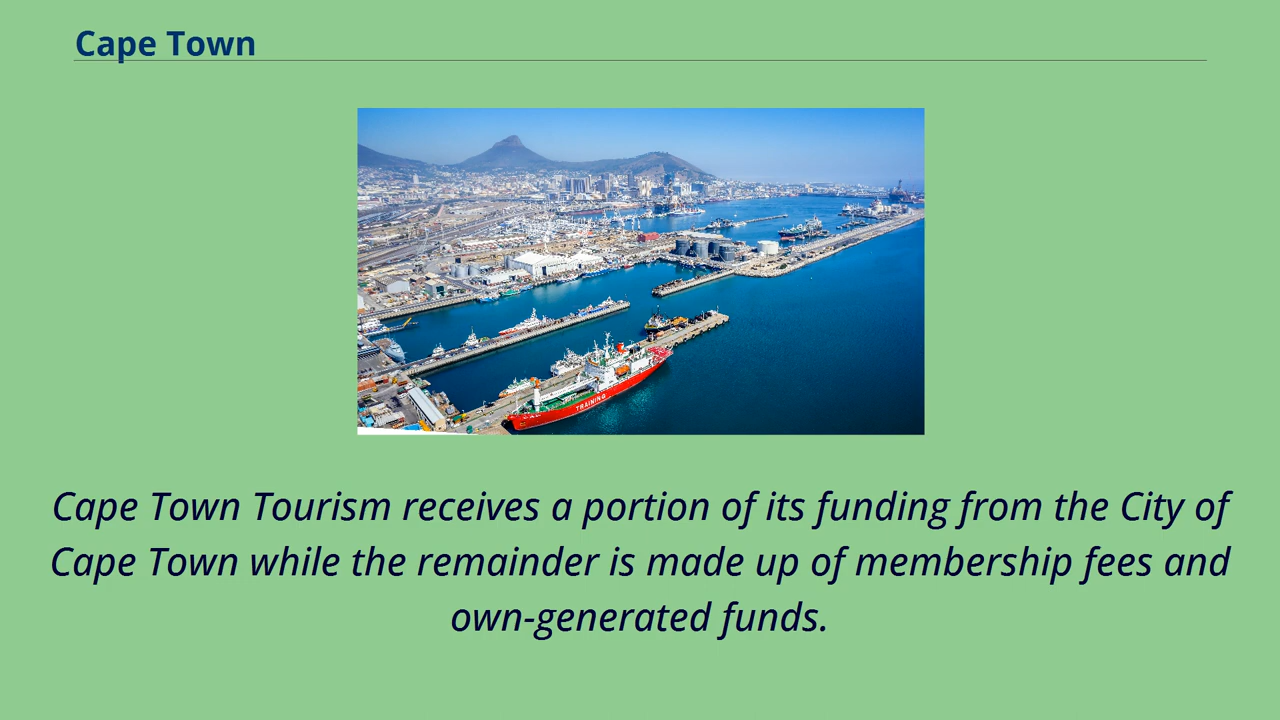 Cape Town
TRAINING
Cape Town Tourism receives a portion of its funding from the City of
Cape Town while the remainder is made up of membership fees and
own-generated funds.